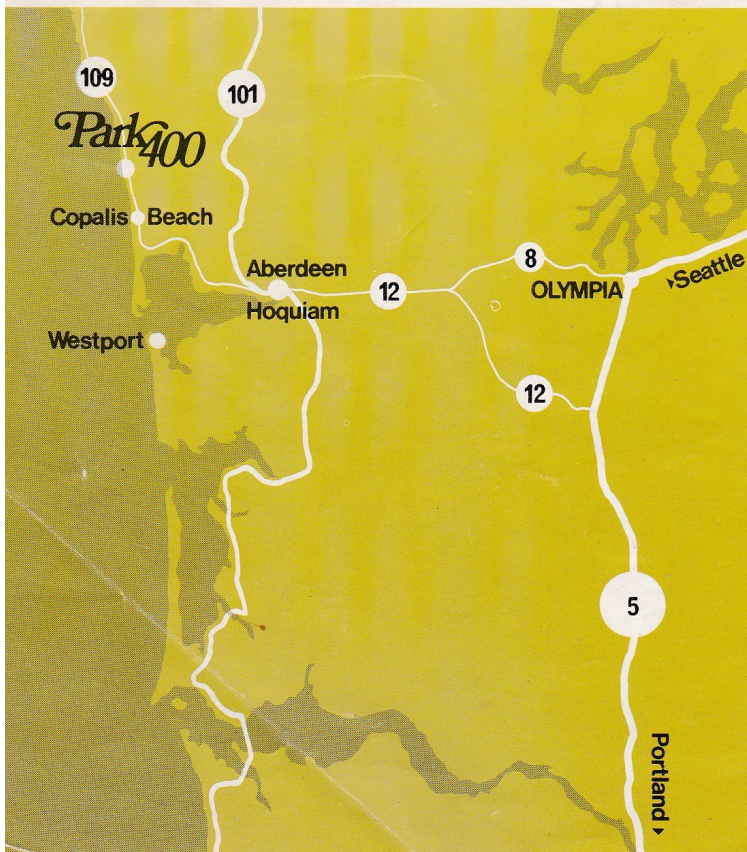 109
101
Park 400
Copalis Beach
Aberdeen
Hoquiam
8
12
OLYMPIA
Seattle
Westport
12
5
Portland